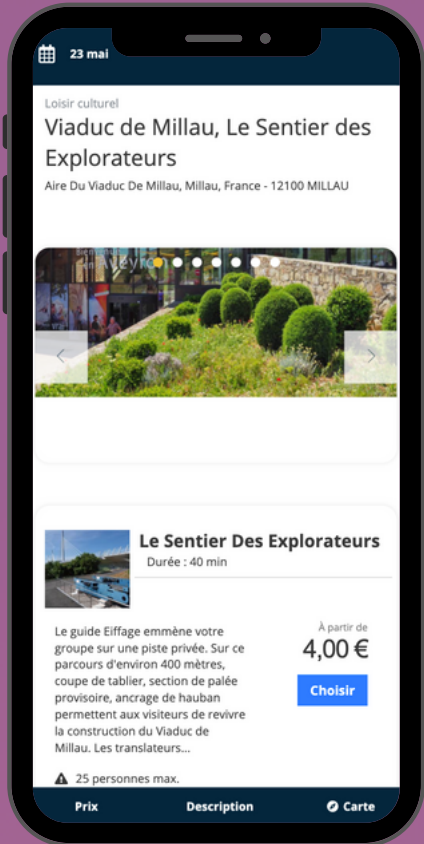 23 mai
Loisir culturel
Viaduc de Millau, Le Sentier des
Explorateurs
Aire Du Viaduc De Millau, Millau, France - 12100 MILLAU
Aveyron
Le Sentier Des Explorateurs
Durée : 40 min
Le guide Eiffage emmène votre
groupe sur une piste privée. Sur ce
parcours d'environ 400 mètres,
coupe de tablier, section de palée
provisoire, ancrage de hauban
permettent aux visiteurs de revivre
la construction du Viaduc de
Millau. Les translateurs...
À partir de
4,00 €
Choisir
25 personnes max.
Prix
Description
Carte